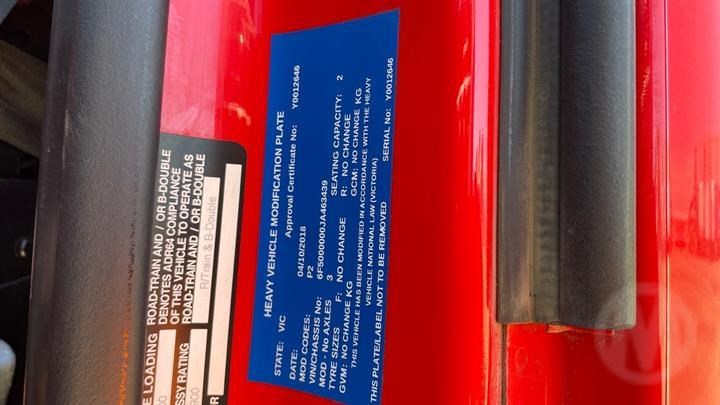 HEAVY VEHICLE MODIFICATION PLATE
STATE: VIC Approval Certificate No: Y0012646
DATE: 04/10/2018
MOD CODES: P2
VIN/CHASSIS No: 6F5000000JA463439
MOD - No AXLES 3 SEATING CAPACITY: 2
TYRE SIZES F: NO CHANGE R: NO CHANGE
GVM: NO CHANGE KG GCM: NO CHANGE KG
THIS VEHICLE HAS BEEN MODIFIED IN ACCORDANCE WITH THE HEAVY
VEHICLE NATIONAL LAW (VICTORIA)
THIS PLATE/LABEL NOT TO BE REMOVED SERIAL No: Y0012646
E LOADING
ROAD-TRAIN AND / OR B-DOUBLE
DENOTES ADR64 COMPLIANCE
OF THIS VEHICLE TO OPERATE AS
ROAD-TRAIN AND / OR B-DOUBLE
R/Train & B-Double
RATING
M